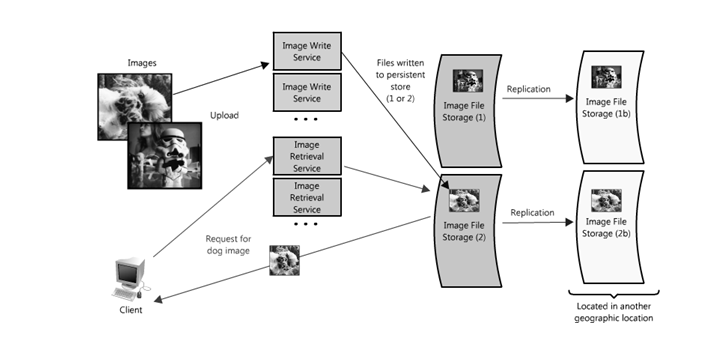 Images
Upload
Image Write
Service
Image Write
Service
• • •
Image
Retrieval
Service
Image
Retrieval
Service
• • •
Files written
to persistent
store
(1 or 2)
Image File
Storage (1)
Replication
Image File
Storage (1b)
Image File
Storage (2)
Replication
Image File
Storage (2b)
Request for
dog image
Client
Located in another
geographic location